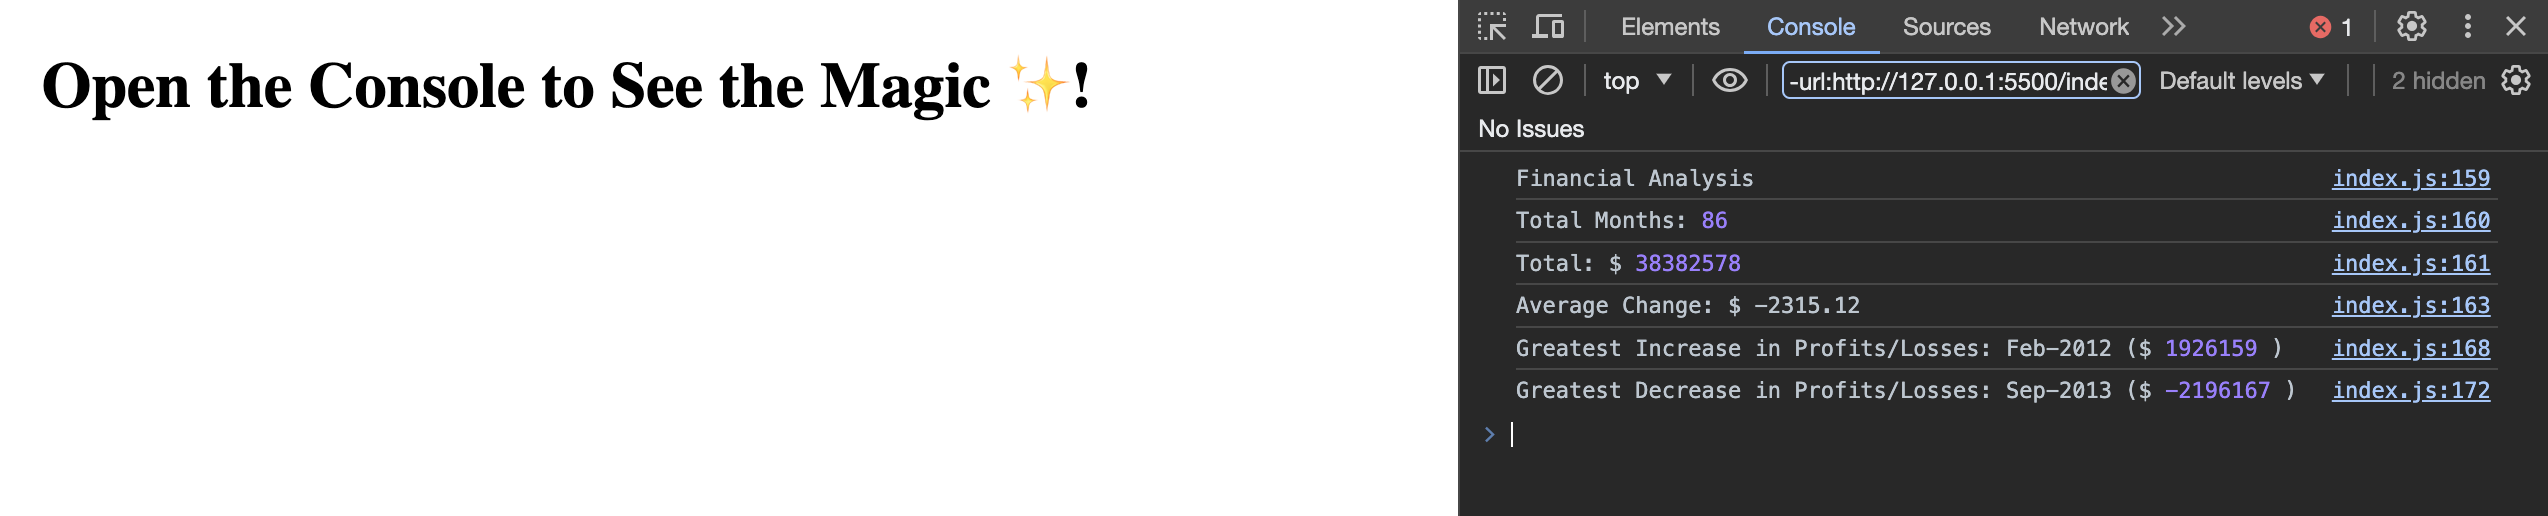 Open the Console to See the Magic ✨!
Elements Console Sources Network 1
top -url:http://127.0.0.1:5500/inde Default levels 2 hidden
No Issues
Financial Analysis index.js:159
Total Months: 86 index.js:160
Total: $ 38382578 index.js:161
Average Change: $ -2315.12 index.js:163
Greatest Increase in Profits/Losses: Feb-2012 ($ 1926159 ) index.js:168
Greatest Decrease in Profits/Losses: Sep-2013 ($ -2196167 ) index.js:172